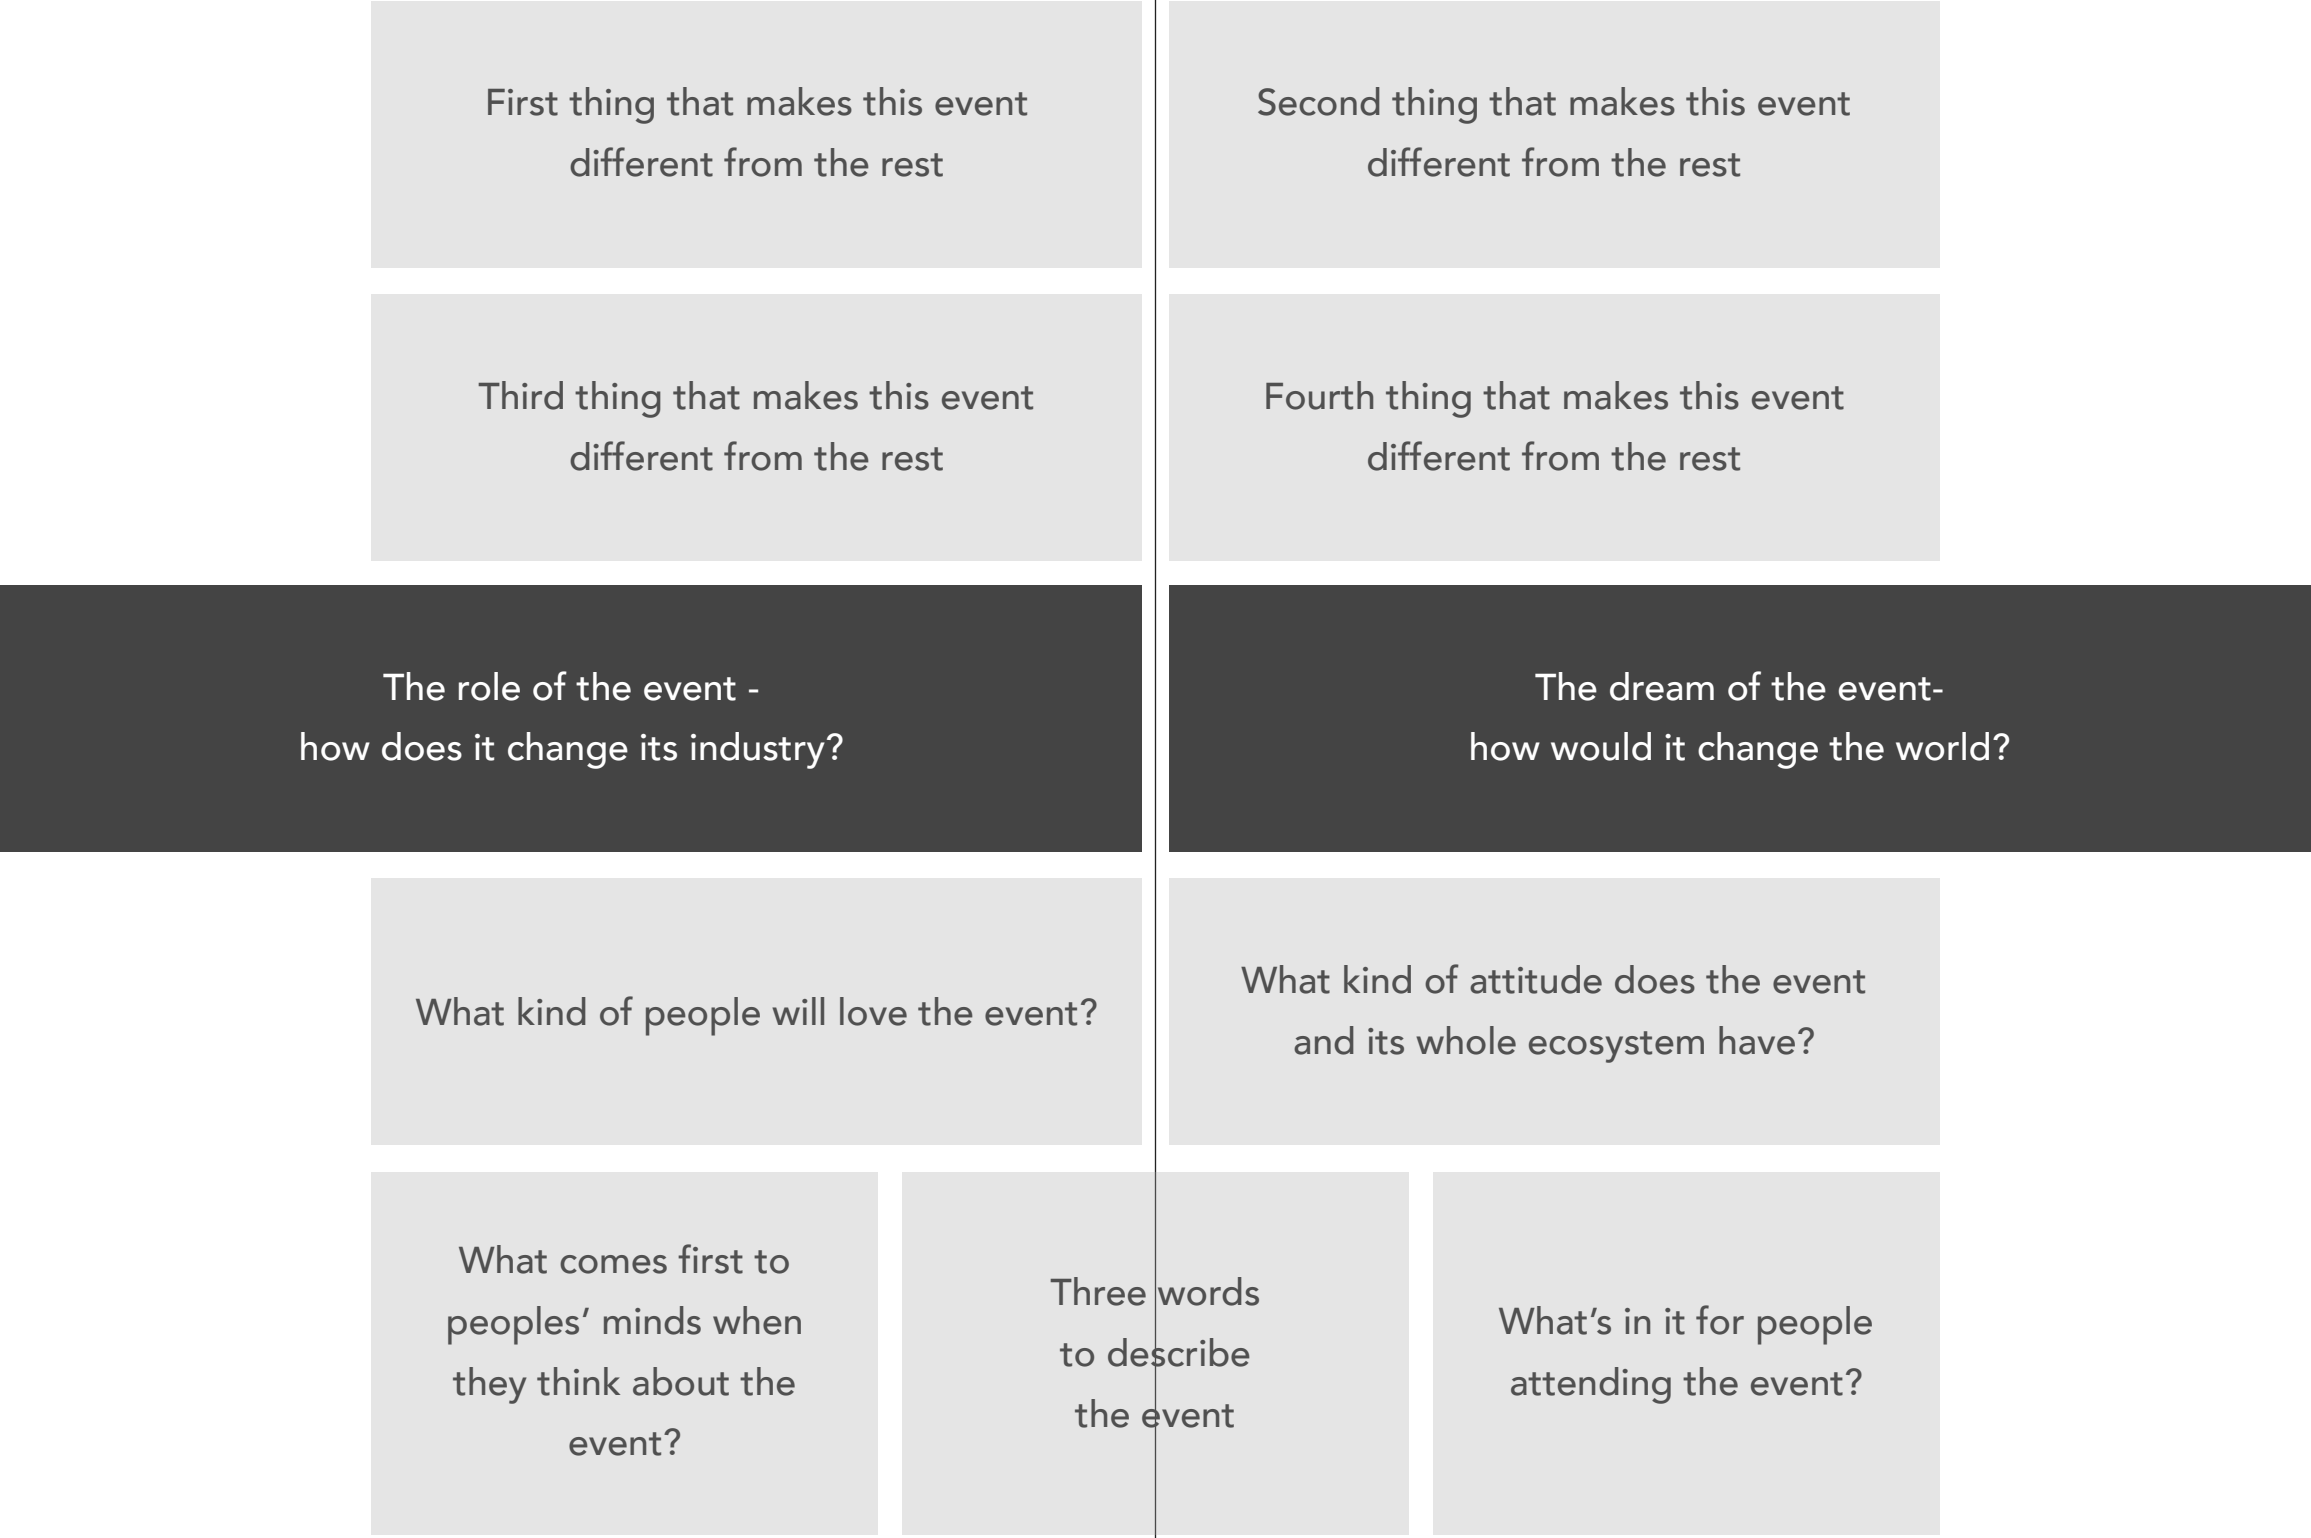 First thing that makes this event
different from the rest
Second thing that makes this event
different from the rest
Third thing that makes this event
different from the rest
Fourth thing that makes this event
different from the rest
The role of the event -
how does it change its industry?
The dream of the event-
how would it change the world?
What kind of people will love the event?
What kind of attitude does the event
and its whole ecosystem have?
What comes first to
peoples’ minds when
they think about the
event?
Three words
to describe
the event
What’s in it for people
attending the event?